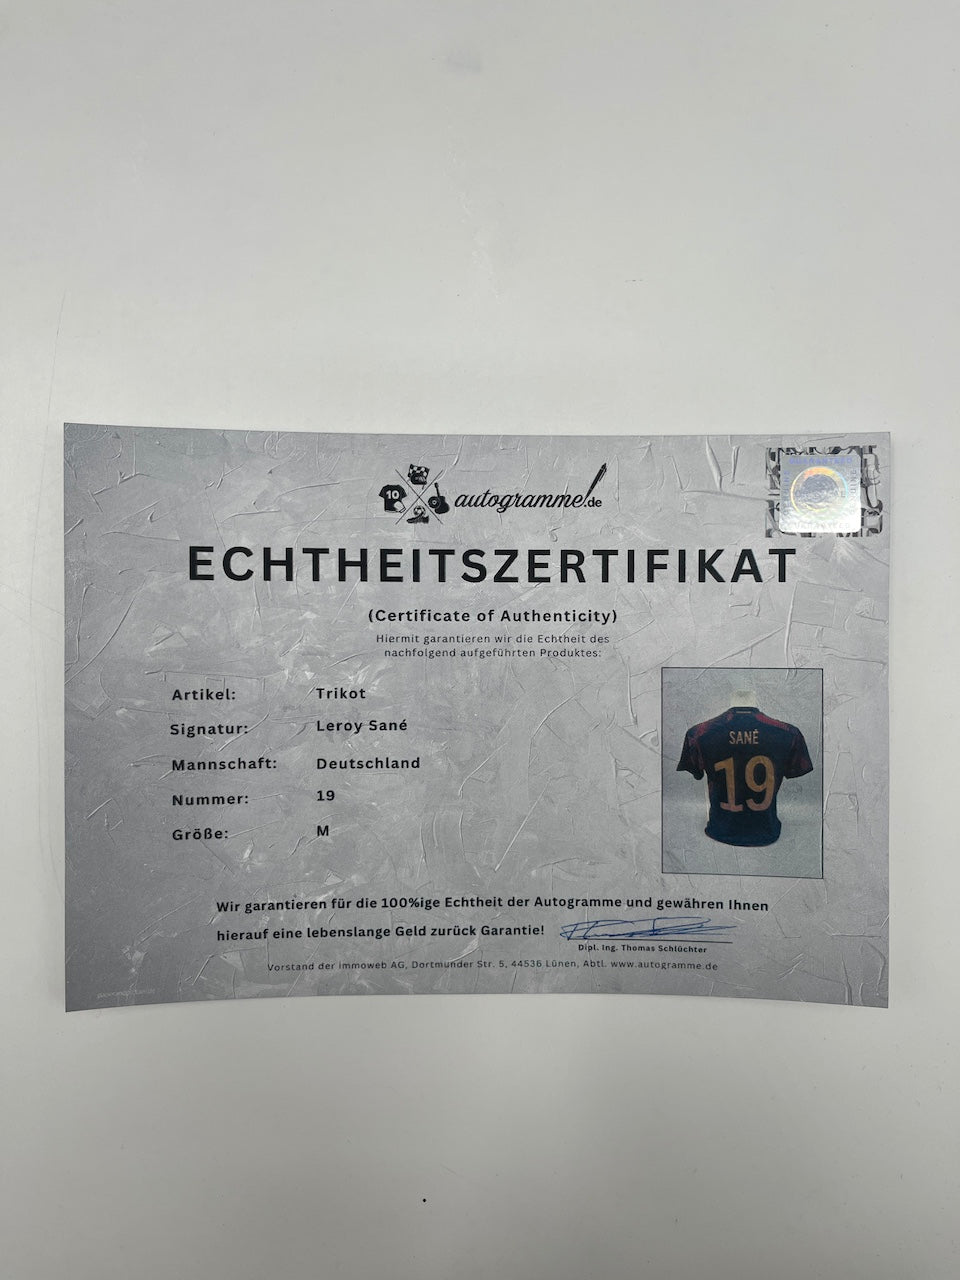 10
autogramme.de
ECHTHEITSZERTIFIKAT
(Certificate of Authenticity)
Hiermit garantieren wir die Echtheit des
nachfolgend aufgeführten Produktes:
Artikel: Trikot
Signatur: Leroy Sané
Mannschaft: Deutschland
Nummer: 19
Größe: M
SANÉ
19
Wir garantieren für die 100%ige Echtheit der Autogramme und gewähren Ihnen
hierauf eine lebenslange Geld zurück Garantie!
Dipl. Ing. Thomas Schlüchter
Vorstand der immoweb AG, Dortmunder Str. 5, 44536 Lünen, Abtl. www.autogramme.de